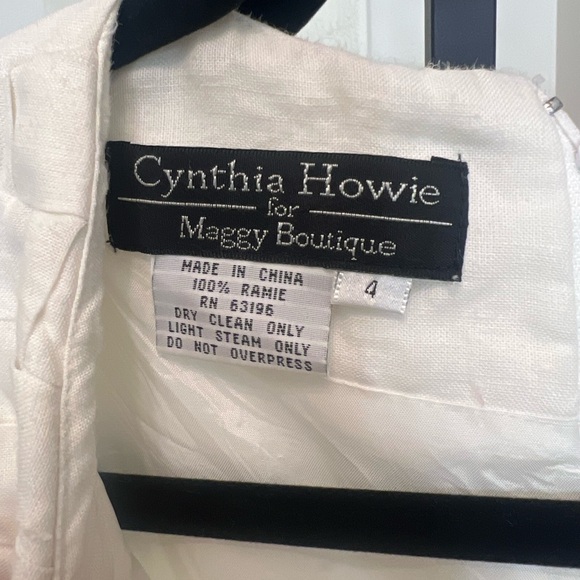 Cynthia Howie
for
Maggy Boutique
MADE IN CHINA
100% RAMIE
RN 63196
DRY CLEAN ONLY
LIGHT STEAM ONLY
DO NOT OVERPRESS
4